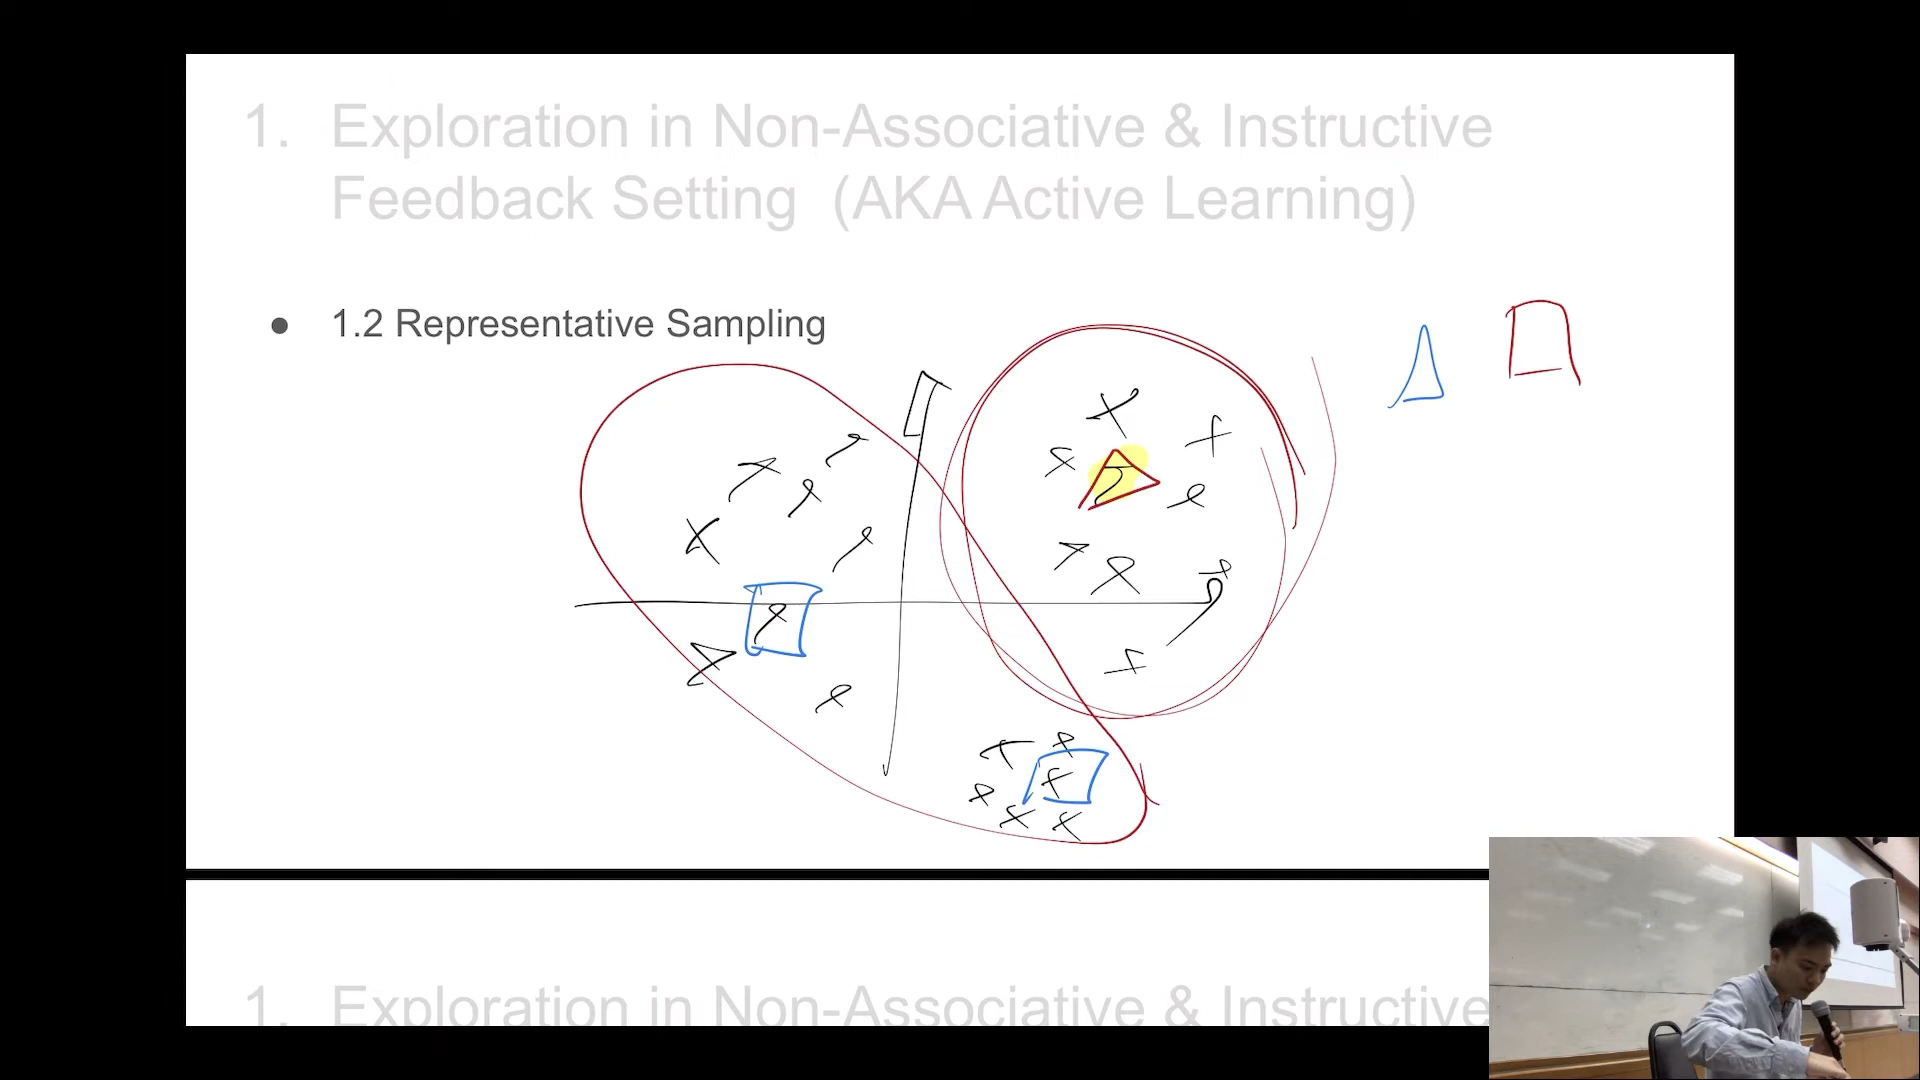 1. Exploration in Non-Associative & Instructive
Feedback Setting (AKA Active Learning)
● 1.2 Representative Sampling
1. Exploration in Non-Associative & Instructive